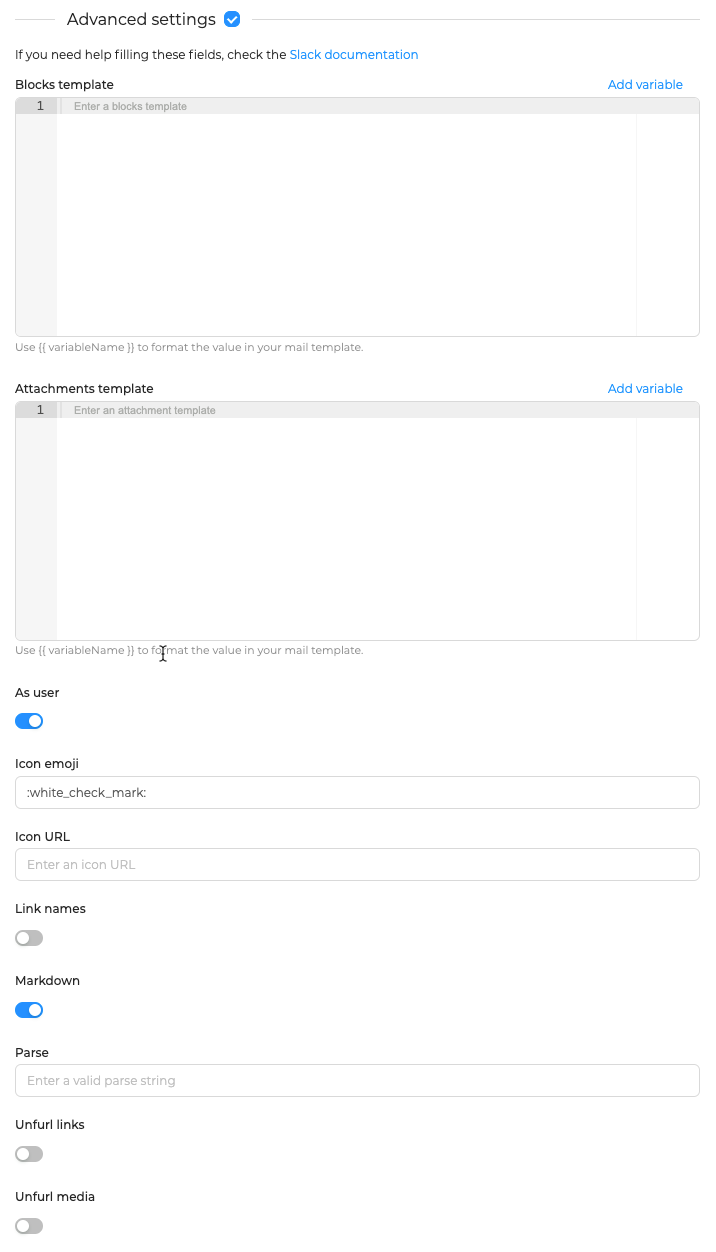 Advanced settings
If you need help filling these fields, check the Slack documentation
Blocks template Add variable
1 Enter a blocks template
Use {{ variableName }} to format the value in your mail template.
Attachments template Add variable
1 Enter an attachment template
Use {{ variableName }} to format the value in your mail template.
As user
Icon emoji
:white_check_mark:
Icon URL
Enter an icon URL
Link names
Markdown
Parse
Enter a valid parse string
Unfurl links
Unfurl media